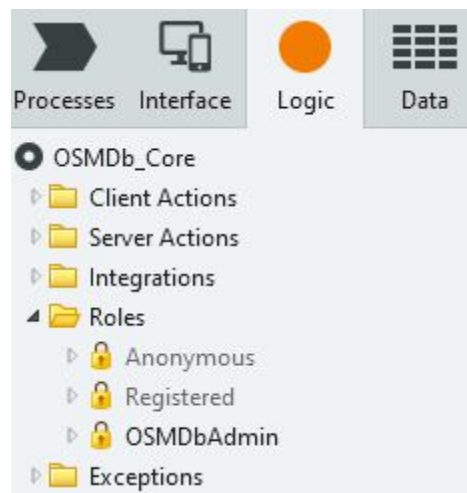 Processes Interface Logic Data
OSMDb_Core
Client Actions
Server Actions
Integrations
Roles
Anonymous
Registered
OSMDbAdmin
Exceptions